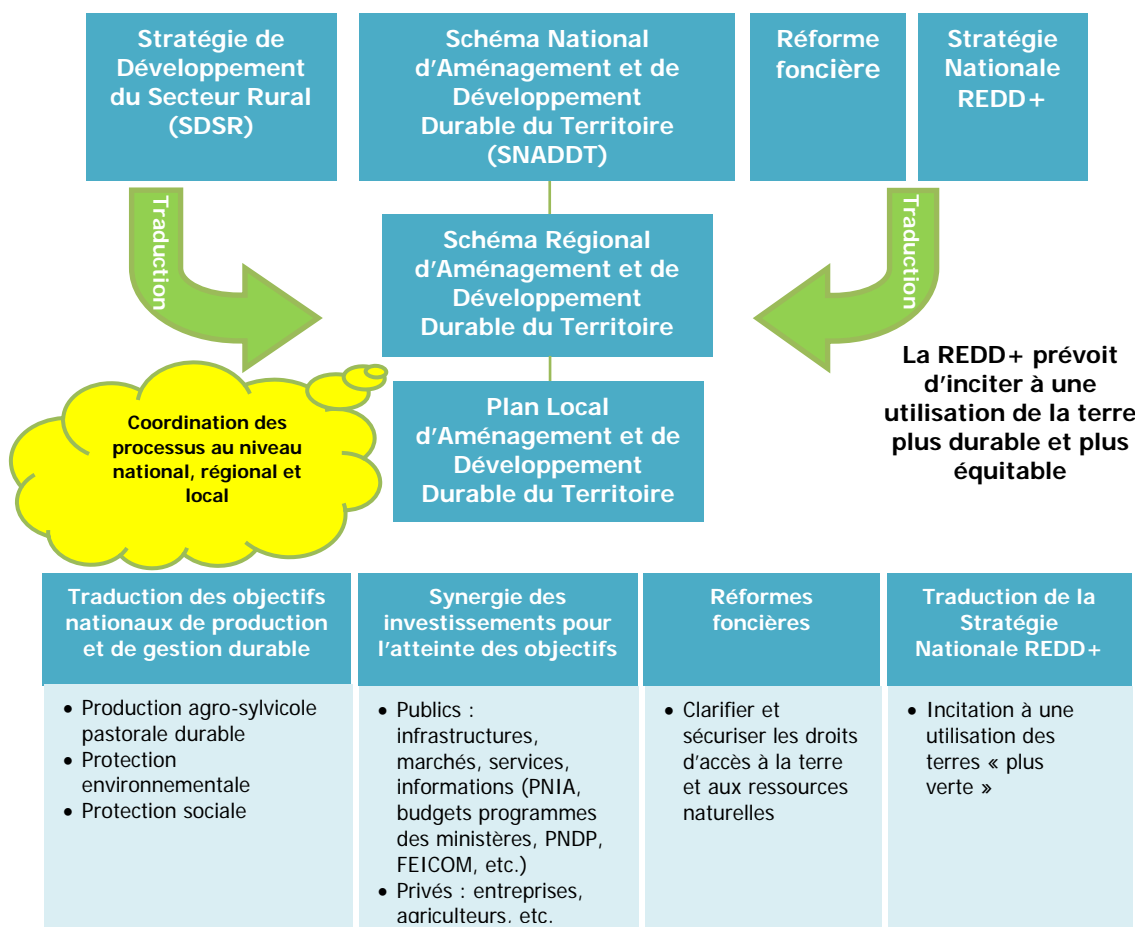 Stratégie de
Développement
du Secteur Rural
(SDSR)
Schéma National
d'Aménagement et de
Développement
Durable du Territoire
(SNADDT)
Réforme
foncière
Stratégie
Nationale
REDD+
Traduction
Traduction
Schéma Régional
d'Aménagement et de
Développement
Durable du Territoire
La REDD+ prévoit
d'inciter à une
utilisation de la terre
plus durable et plus
équitable
Coordination des
processus au niveau
national, régional et
local
Plan Local
d'Aménagement et de
Développement
Durable du Territoire
Traduction des objectifs
nationaux de production
et de gestion durable
• Production agro-sylvicole
pastorale durable
• Protection
environnementale
• Protection sociale
Synergie des
investissements pour
l'atteinte des objectifs
• Publics :
infrastructures,
marchés, services,
informations (PNIA,
budgets programmes
des ministères, PNDP,
FEICOM, etc.)
• Privés : entreprises,
agriculteurs, etc.
Réformes
foncières
• Clarifier et
sécuriser les droits
d'accès à la terre
et aux ressources
naturelles
Traduction de la
Stratégie
Nationale REDD+
• Incitation à une
utilisation des
terres « plus
verte »